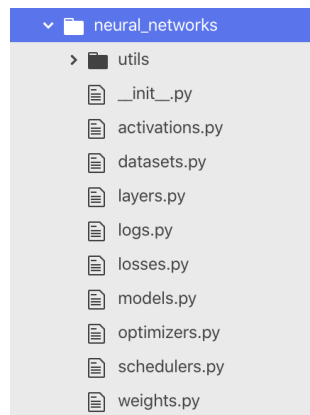 neural_networks
utils
__init__.py
activations.py
datasets.py
layers.py
logs.py
losses.py
models.py
optimizers.py
schedulers.py
weights.py